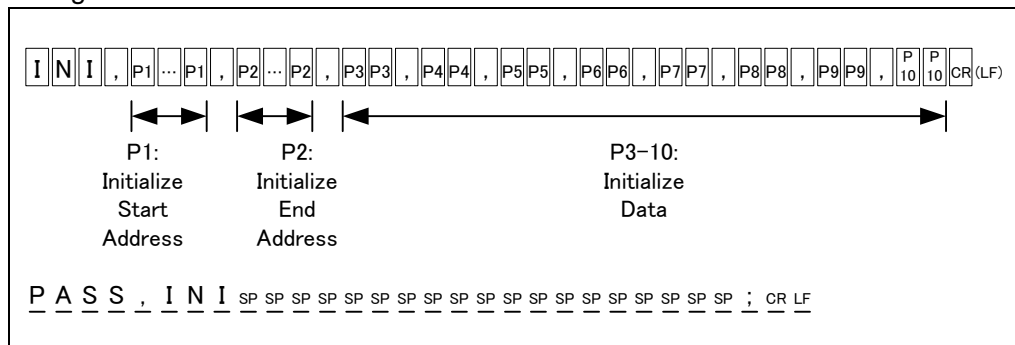 I N I , P1 … P1 , P2 … P2 , P3 P3 , P4 P4 , P5 P5 , P6 P6 , P7 P7 , P8 P8 , P9 P9 , P10 P10 CR (LF)
P1: P2: P3-10:
Initialize Initialize Initialize
Start End Data
Address Address
P A S S , I N I SP SP SP SP SP SP SP SP SP SP SP SP SP SP SP SP SP SP SP ; CR LF